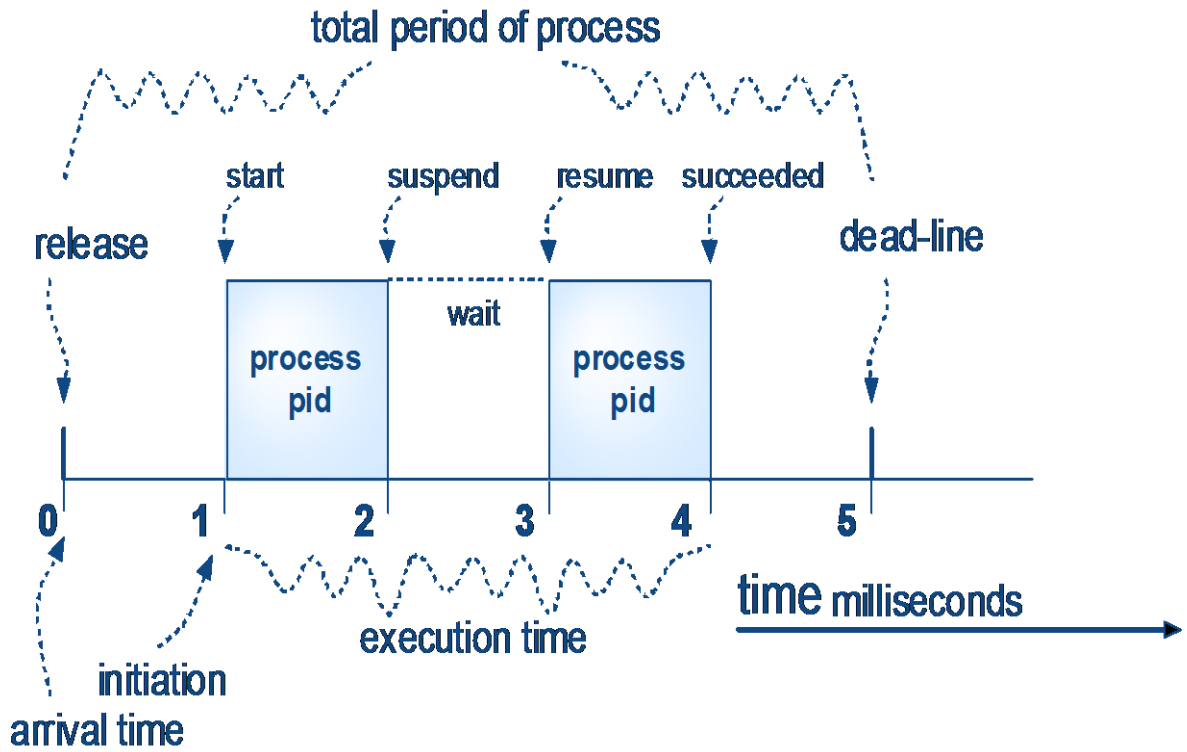 total period of process
start suspend resume succeeded
release dead-line
wait
process
pid
process
pid
0 1 2 3 4 5
time milliseconds
execution time
initiation
arrival time